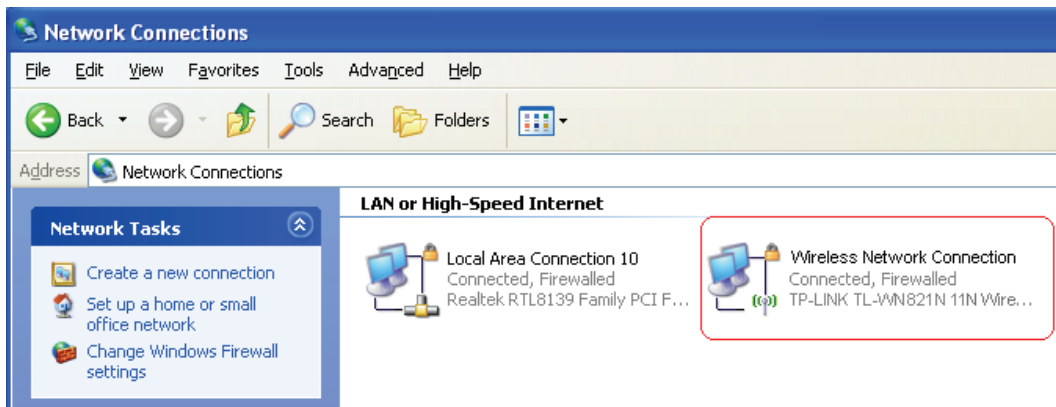 Network Connections
File Edit View Favorites Tools Advanced Help
Back Search Folders
Address Network Connections
LAN or High-Speed Internet
Network Tasks
Create a new connection
Set up a home or small
office network
Change Windows Firewall
settings
Local Area Connection 10
Connected, Firewalled
Realtek RTL8139 Family PCI F...
Wireless Network Connection
Connected, Firewalled
TP-LINK TL-WN821N 11N Wire...